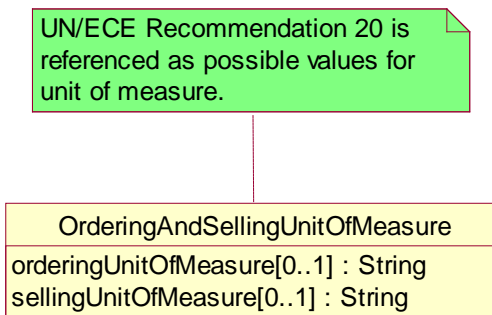 UN/ECE Recommendation 20 is
referenced as possible values for
unit of measure.
OrderingAndSellingUnitOfMeasure
orderingUnitOfMeasure[0..1] : String
sellingUnitOfMeasure[0..1] : String